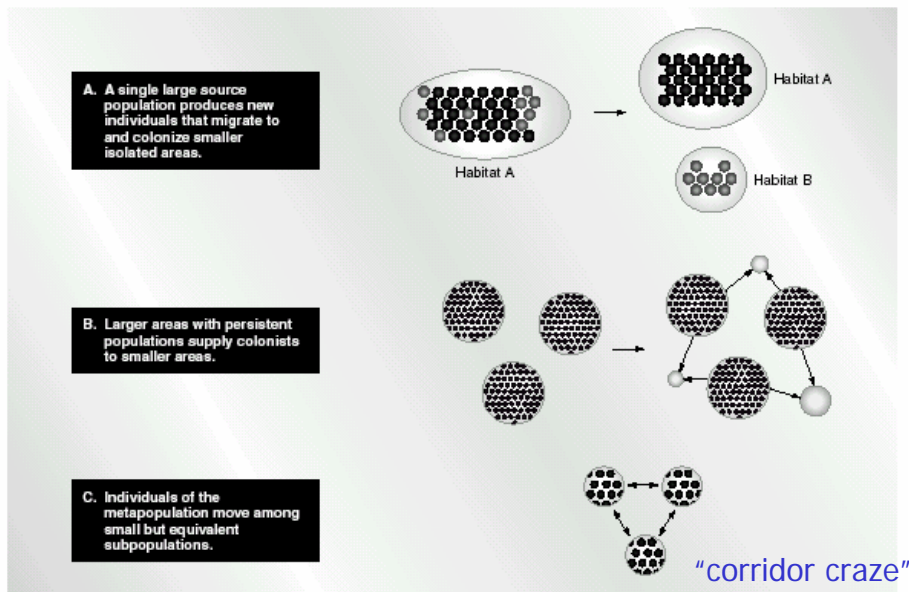 A. A single large source
population produces new
individuals that migrate to
and colonize smaller
isolated areas.
Habitat A
Habitat A
Habitat B
B. Larger areas with persistent
populations supply colonists
to smaller areas.
C. Individuals of the
metapopulation move among
small but equivalent
subpopulations.
"corridor craze"